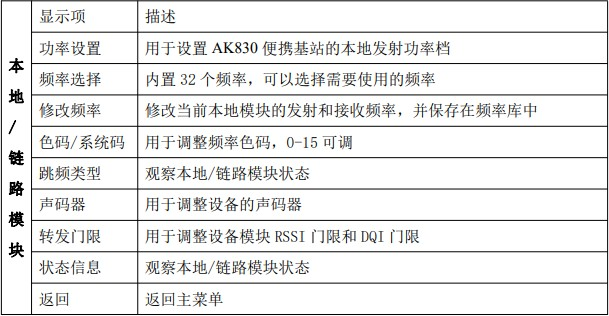 本地/链路模块
显示项 描述
功率设置 用于设置 AK830 便携基站的本地发射功率档
频率选择 内置 32 个频率，可以选择需要使用的频率
修改频率 修改当前本地模块的发射和接收频率，并保存在频率库中
色码/系统码 用于调整频率色码，0-15 可调
跳频类型 观察本地/链路模块状态
声码器 用于调整设备的声码器
转发门限 用于调整设备模块 RSSI 门限和 DQI 门限
状态信息 观察本地/链路模块状态
返回 返回主菜单